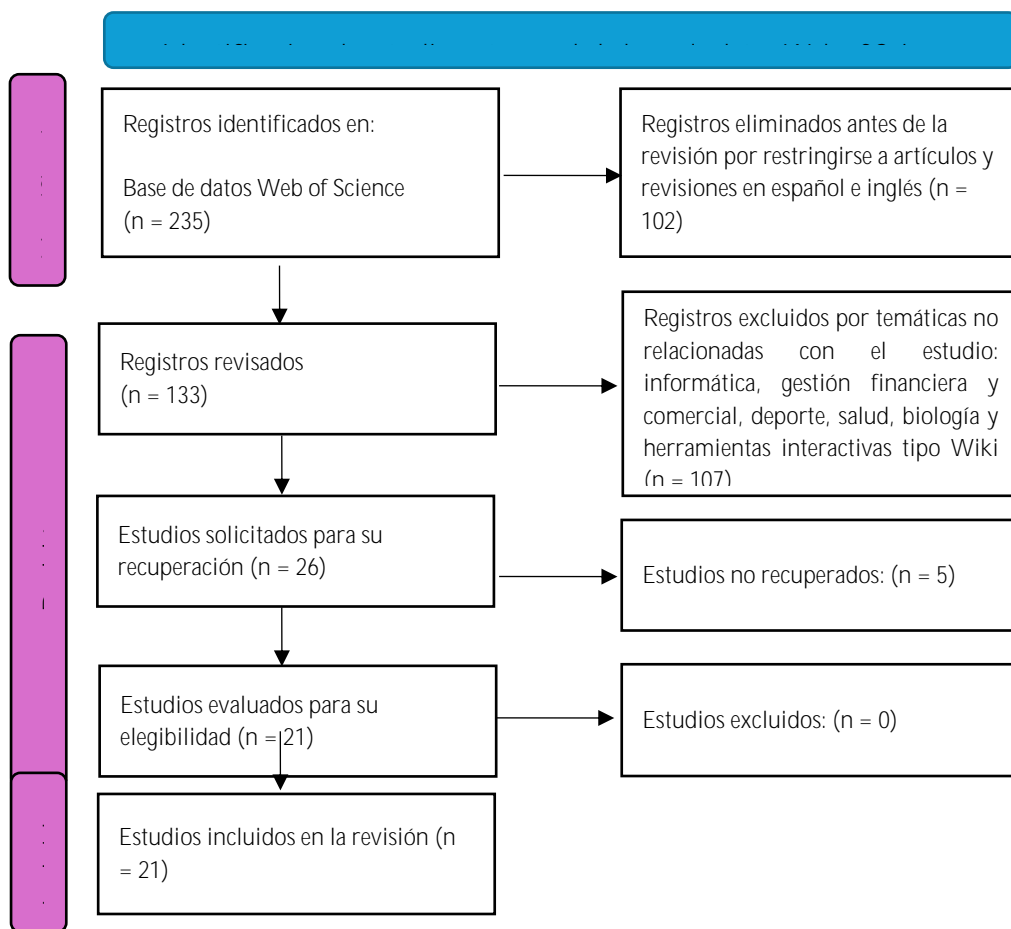 Registros identificados en:
Base de datos Web of Science
(n = 235)
Registros eliminados antes de la
revisión por restringirse a artículos y
revisiones en español e inglés (n =
102)
Registros revisados
(n = 133)
Registros excluidos por temáticas no
relacionadas con el estudio:
informática, gestión financiera y
comercial, deporte, salud, biología y
herramientas interactivas tipo Wiki
(n = 107)
Estudios solicitados para su
recuperación (n = 26)
Estudios no recuperados: (n = 5)
Estudios evaluados para su
elegibilidad (n = 21)
Estudios excluidos: (n = 0)
Estudios incluidos en la revisión (n
= 21)